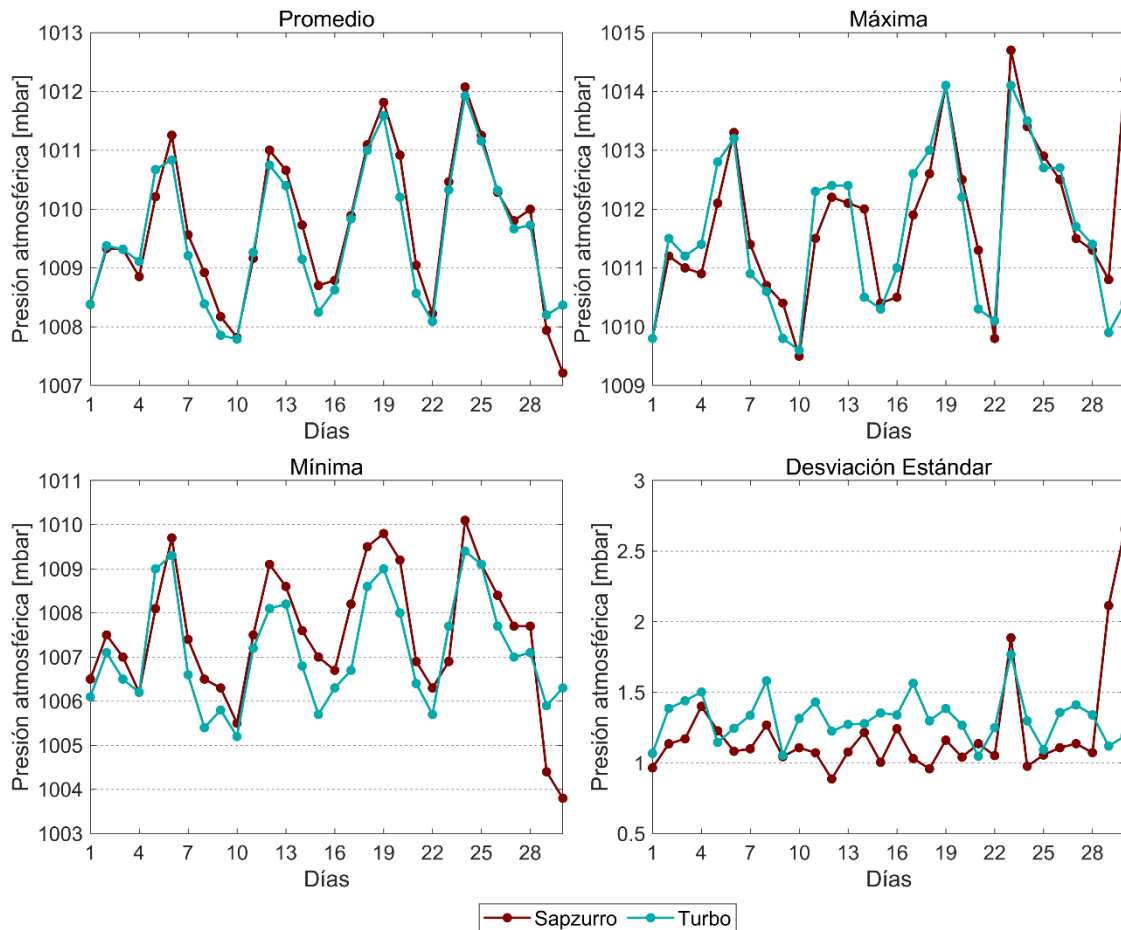 Promedio
Presión atmosférica [mbar]
1013
1012
1011
1010
1009
1008
1007
1 4 7 10 13 16 19 22 25 28
Días
Máxima
Presión atmosférica [mbar]
1015
1014
1013
1012
1011
1010
1009
1 4 7 10 13 16 19 22 25 28
Días
Mínima
Presión atmosférica [mbar]
1011
1010
1009
1008
1007
1006
1005
1004
1003
1 4 7 10 13 16 19 22 25 28
Días
Desviación Estándar
Presión atmosférica [mbar]
3
2.5
2
1.5
1
0.5
1 4 7 10 13 16 19 22 25 28
Días
Sapzurro Turbo